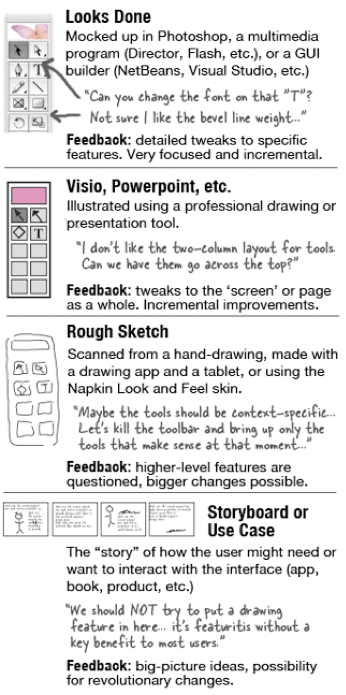 Looks Done
Mocked up in Photoshop, a multimedia
program (Director, Flash, etc.), or a GUI
builder (NetBeans, Visual Studio, etc.)
"Can you change the font on that "T"?
Not sure I like the bevel line weight..."
Feedback: detailed tweaks to specific
features. Very focused and incremental.
Visio, Powerpoint, etc.
Illustrated using a professional drawing or
presentation tool.
"I don't like the two-column layout for tools.
Can we have them go across the top?"
Feedback: tweaks to the ‘screen’ or page
as a whole. Incremental improvements.
Rough Sketch
Scanned from a hand-drawing, made with
a drawing app and a tablet, or using the
Napkin Look and Feel skin.
"Maybe the tools should be context-specific...
Let's kill the toolbar and bring up only the
tools that make sense at that moment..."
Feedback: higher-level features are
questioned, bigger changes possible.
Storyboard or
Use Case
The “story” of how the user might need or
want to interact with the interface (app,
book, product, etc.)
"We should NOT try to put a drawing
feature in here... it's featuritis without a
key benefit to most users."
Feedback: big-picture ideas, possibility
for revolutionary changes.
T
T
T